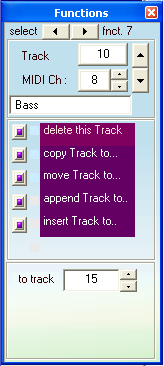 Functions
select fnct. 7
Track 10
MIDI Ch : 8
Bass
delete this Track
copy Track to...
move Track to...
append Track to..
insert Track to..
to track 15